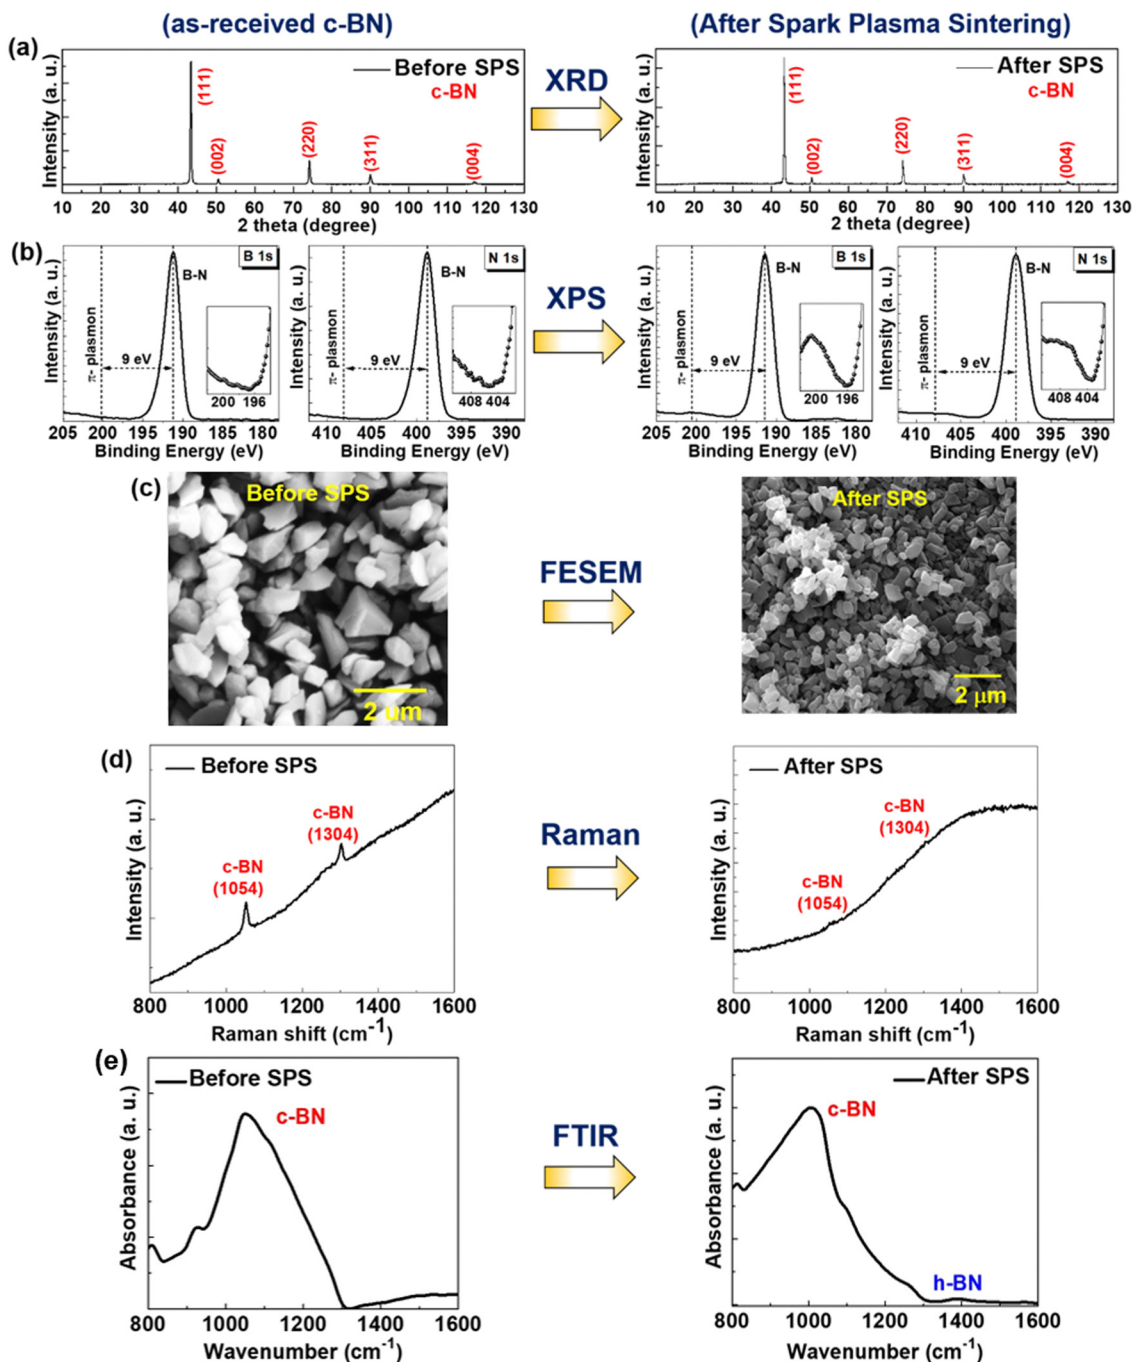 (as-received c-BN)
(After Spark Plasma Sintering)
(a)
Intensity (a. u.)
Before SPS
c-BN
(111)
(002)
(220)
(311)
(004)
10 20 30 40 50 60 70 80 90 100 110 120 130
2 theta (degree)
XRD
Intensity (a. u.)
After SPS
c-BN
(111)
(002)
(220)
(311)
(004)
10 20 30 40 50 60 70 80 90 100 110 120 130
2 theta (degree)
(b)
Intensity (a. u.)
B 1s
B-N
π- plasmon
9 eV
200 196
205 200 195 190 185 180
Binding Energy (eV)
Intensity (a. u.)
N 1s
B-N
π- plasmon
9 eV
408 404
410 405 400 395 390
Binding Energy (eV)
XPS
Intensity (a. u.)
B 1s
B-N
π- plasmon
9 eV
200 196
205 200 195 190 185 180
Binding Energy (eV)
Intensity (a. u.)
N 1s
B-N
π- plasmon
9 eV
408 404
410 405 400 395 390
Binding Energy (eV)
(c)
Before SPS
2 um
FESEM
After SPS
2 μm
(d)
Intensity (a. u.)
Before SPS
c-BN
(1054)
c-BN
(1304)
800 1000 1200 1400 1600
Raman shift (cm⁻¹)
Raman
Intensity (a. u.)
After SPS
c-BN
(1054)
c-BN
(1304)
800 1000 1200 1400 1600
Raman shift (cm⁻¹)
(e)
Absorbance (a. u.)
Before SPS
c-BN
800 1000 1200 1400 1600
Wavenumber (cm⁻¹)
FTIR
Absorbance (a. u.)
After SPS
c-BN
h-BN
800 1000 1200 1400 1600
Wavenumber (cm⁻¹)